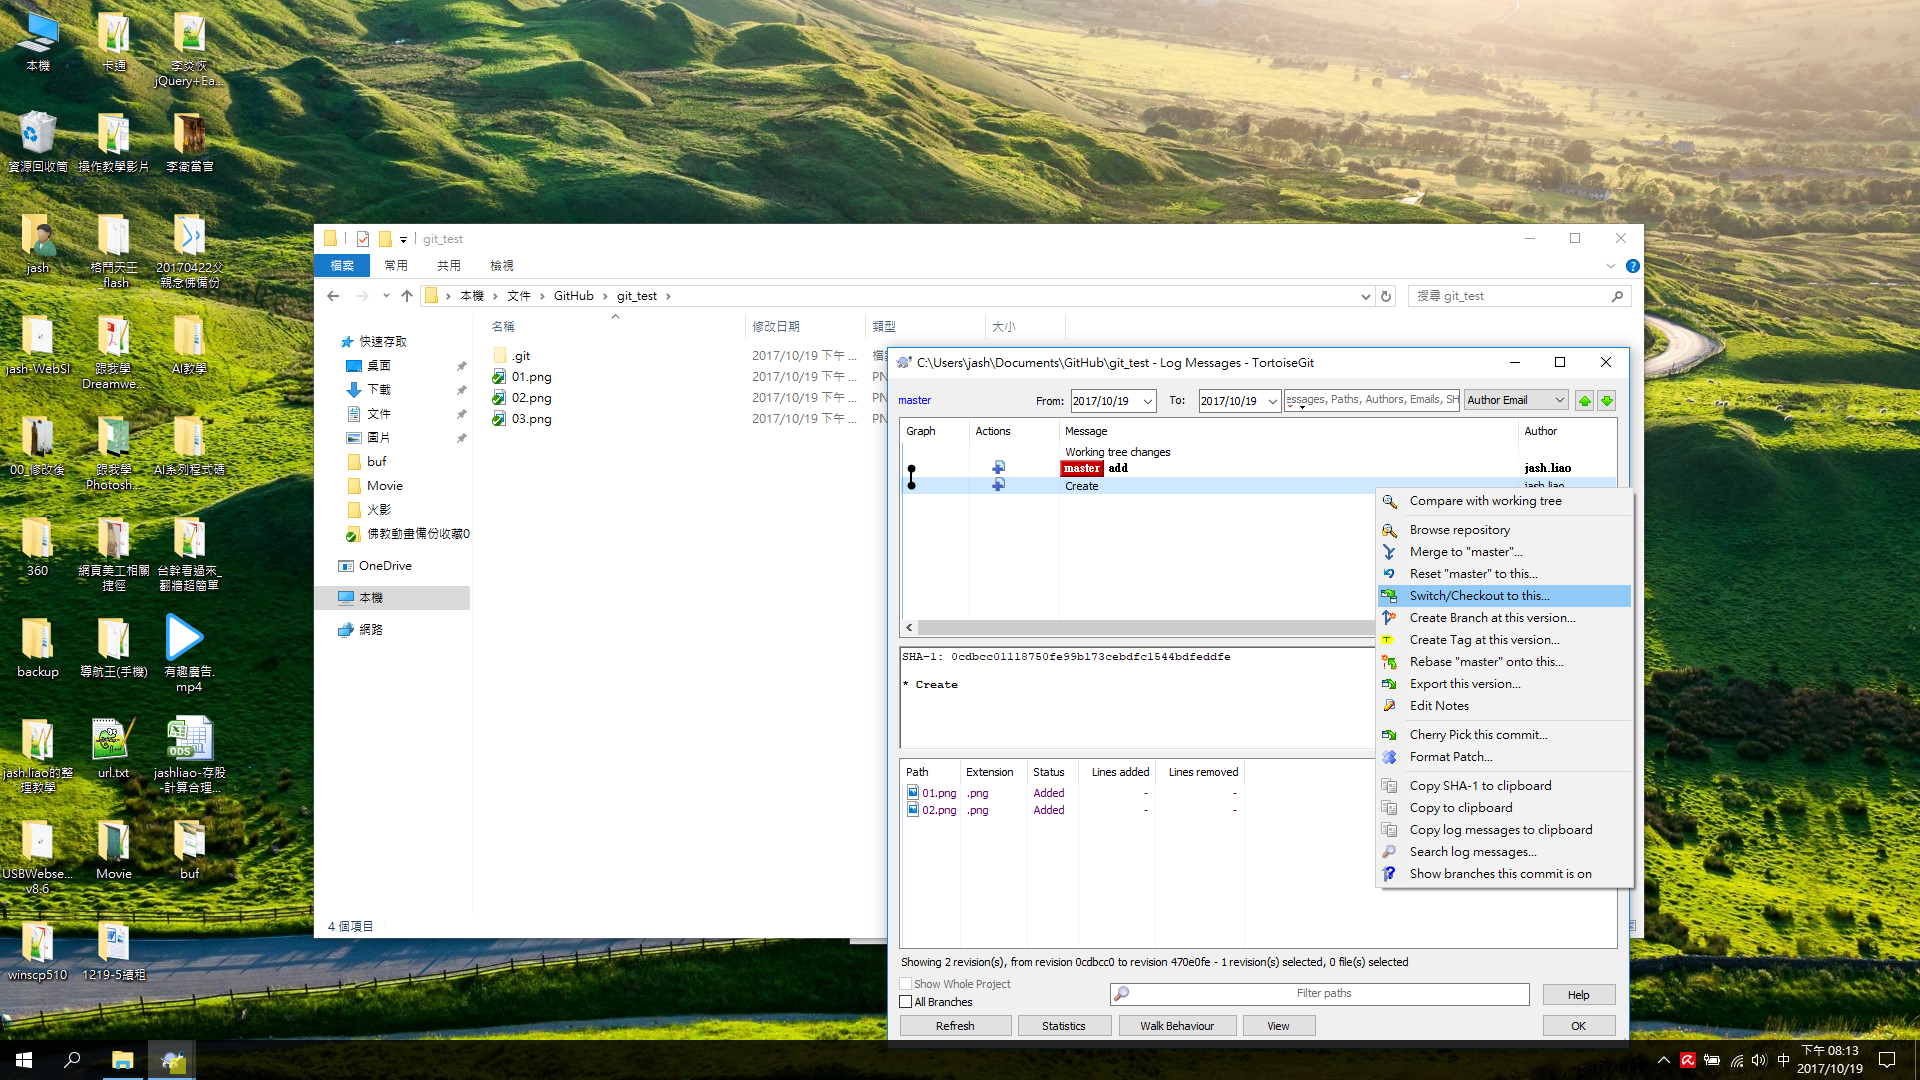 本機
卡通
李炎恢
jQuery+Ea...
資源回收筒
操作教學影片
李衛當官
jash
格鬥天王
_flash
20170422父
親念佛備份
jash-WebSI
跟我學
Dreamwe...
AI教學
00_修改後
跟我學
Photosh...
AI系列程式碼
360
網頁美工相關
捷徑
台幹看過來_
翻牆超簡單
backup
導航王(手機)
有趣廣告.
mp4
jash.liao的整
理教學
url.txt
ODS
jashliao-存股
-計算合理...
USBWebse...
v8.6
Movie
buf
winscp510
1219-5續租
git_test
檔案
常用
共用
檢視
本機
文件
GitHub
git_test
搜尋 git_test
名稱
修改日期
類型
大小
快速存取
桌面
下載
文件
圖片
buf
Movie
火影
佛教動畫備份收藏0
OneDrive
本機
網路
.git
2017/10/19 下午 ...
檔
01.png
2017/10/19 下午 ...
PN
02.png
2017/10/19 下午 ...
PN
03.png
2017/10/19 下午 ...
PN
4 個項目
C:\Users\jash\Documents\GitHub\git_test - Log Messages - TortoiseGit
master
From:
2017/10/19
To:
2017/10/19
essages, Paths, Authors, Emails, SH
Author Email
Graph
Actions
Message
Author
Working tree changes
master add
jash.liao
Create
jash.liao
SHA-1: 0cdbcc01118750fe99b173cebdfc1544bdfeddfe
* Create
Path
Extension
Status
Lines added
Lines removed
01.png
.png
Added
-
-
02.png
.png
Added
-
-
Compare with working tree
Browse repository
Merge to "master"...
Reset "master" to this...
Switch/Checkout to this...
Create Branch at this version...
Create Tag at this version...
Rebase "master" onto this...
Export this version...
Edit Notes
Cherry Pick this commit...
Format Patch...
Copy SHA-1 to clipboard
Copy to clipboard
Copy log messages to clipboard
Search log messages...
Show branches this commit is on
Showing 2 revision(s), from revision 0cdbcc0 to revision 470e0fe - 1 revision(s) selected, 0 file(s) selected
Show Whole Project
All Branches
Filter paths
Help
Refresh
Statistics
Walk Behaviour
View
OK
中
下午 08:13
2017/10/19